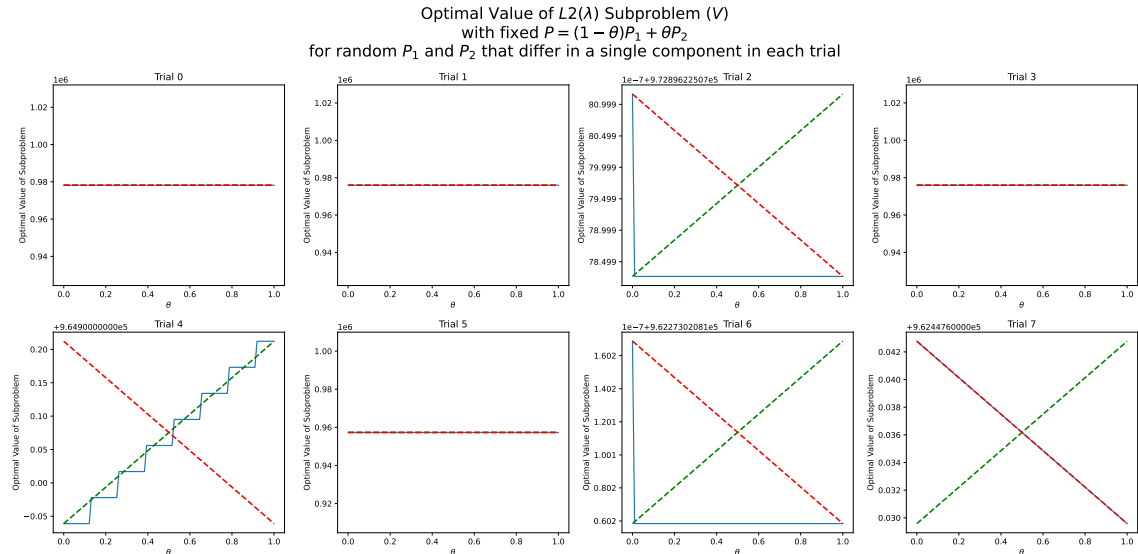 Optimal Value of L2(λ) Subproblem (V)
with fixed P = (1 − θ)P₁ + θP₂
for random P₁ and P₂ that differ in a single component in each trial
Trial 0
1e6
1.02
1.00
0.98
0.96
0.94
Optimal Value of Subproblem
0.0 0.2 0.4 0.6 0.8 1.0
θ
Trial 1
1e6
1.02
1.00
0.98
0.96
0.94
Optimal Value of Subproblem
0.0 0.2 0.4 0.6 0.8 1.0
θ
Trial 2
1e−7+9.7289622507e5
80.999
80.499
79.999
79.499
78.999
78.499
Optimal Value of Subproblem
0.0 0.2 0.4 0.6 0.8 1.0
θ
Trial 3
1e6
1.02
1.00
0.98
0.96
0.94
Optimal Value of Subproblem
0.0 0.2 0.4 0.6 0.8 1.0
θ
Trial 4
+9.6490000000e5
0.20
0.15
0.10
0.05
0.00
−0.05
Optimal Value of Subproblem
0.0 0.2 0.4 0.6 0.8 1.0
θ
Trial 5
1e6
1.00
0.98
0.96
0.94
0.92
Optimal Value of Subproblem
0.0 0.2 0.4 0.6 0.8 1.0
θ
Trial 6
1e−7+9.6227302081e5
1.602
1.402
1.201
1.001
0.802
0.602
Optimal Value of Subproblem
0.0 0.2 0.4 0.6 0.8 1.0
θ
Trial 7
+9.6244760000e5
0.042
0.040
0.038
0.036
0.034
0.032
0.030
Optimal Value of Subproblem
0.0 0.2 0.4 0.6 0.8 1.0
θ